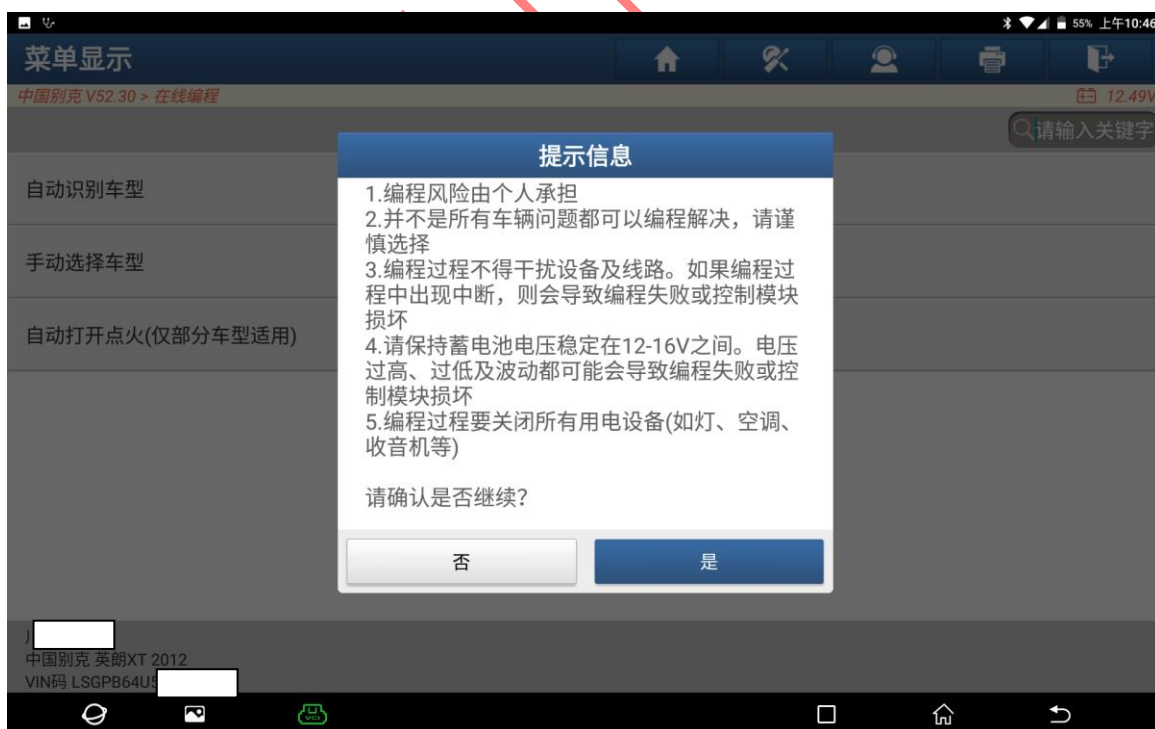 55% 上午10:46
菜单显示
中国别克 V52.30 > 在线编程
12.49V
请输入关键字
提示信息
自动识别车型
1.编程风险由个人承担
2.并不是所有车辆问题都可以编程解决，请谨
慎选择
手动选择车型
3.编程过程不得干扰设备及线路。如果编程过
程中出现中断，则会导致编程失败或控制模块
损坏
自动打开点火(仅部分车型适用)
4.请保持蓄电池电压稳定在12-16V之间。电压
过高、过低及波动都可能会导致编程失败或控
制模块损坏
5.编程过程要关闭所有用电设备(如灯、空调、
收音机等)
请确认是否继续?
否
是
中国别克 英朗XT 2012
VIN码 LSGPB64U
VCI